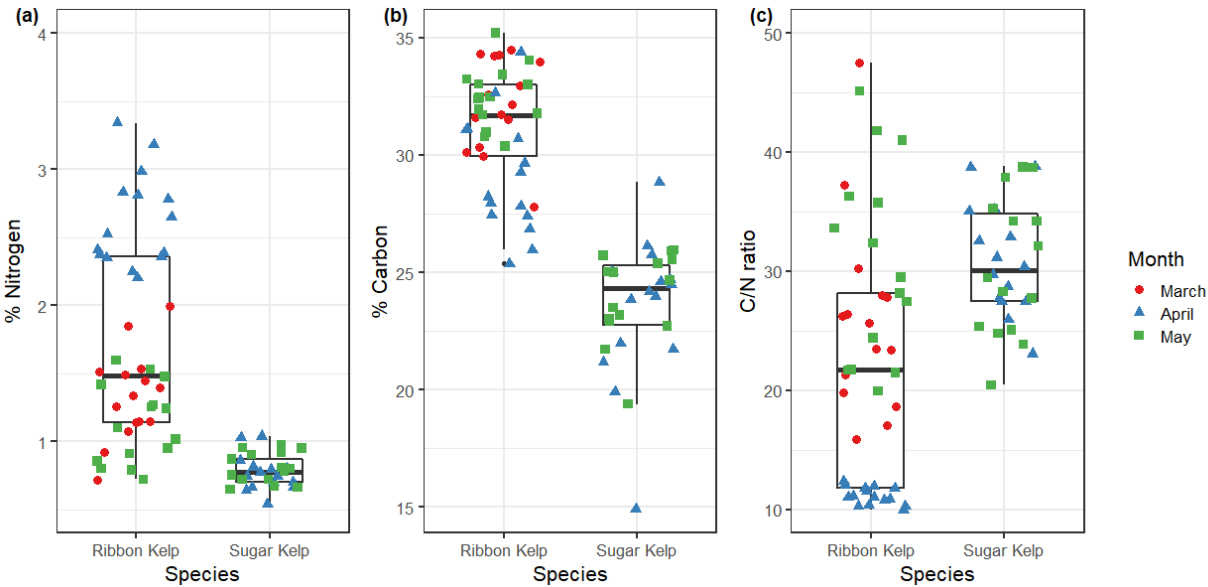 (a)
% Nitrogen
4
3
2
1
Ribbon Kelp Sugar Kelp
Species
(b)
% Carbon
35
30
25
20
15
Ribbon Kelp Sugar Kelp
Species
(c)
C/N ratio
50
40
30
20
10
Ribbon Kelp Sugar Kelp
Species
Month
March
April
May